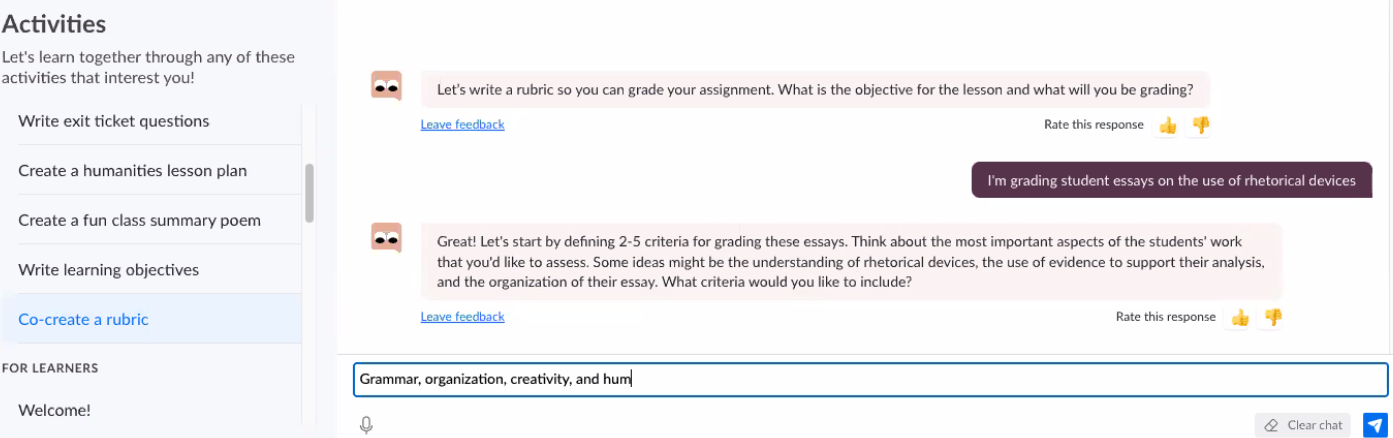 Activities
Let's learn together through any of these
activities that interest you!
Write exit ticket questions
Create a humanities lesson plan
Create a fun class summary poem
Write learning objectives
Co-create a rubric
FOR LEARNERS
Welcome!
Let's write a rubric so you can grade your assignment. What is the objective for the lesson and what will you be grading?
Leave feedback
Rate this response
I'm grading student essays on the use of rhetorical devices
Great! Let's start by defining 2-5 criteria for grading these essays. Think about the most important aspects of the students' work
that you'd like to assess. Some ideas might be the understanding of rhetorical devices, the use of evidence to support their analysis,
and the organization of their essay. What criteria would you like to include?
Leave feedback
Rate this response
Grammar, organization, creativity, and hum
Clear chat